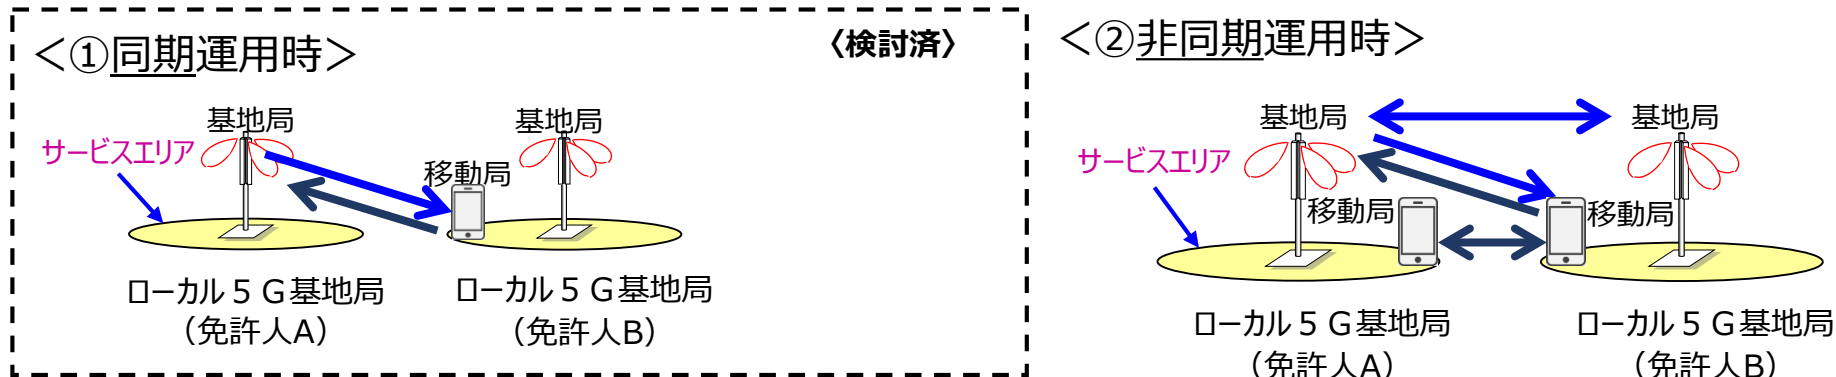 ＜①同期運用時＞
〈検討済〉
基地局
基地局
サービスエリア
移動局
ローカル５Ｇ基地局
（免許人A）
ローカル５Ｇ基地局
（免許人B）
＜②非同期運用時＞
基地局
基地局
サービスエリア
移動局
移動局
ローカル５Ｇ基地局
（免許人A）
ローカル５Ｇ基地局
（免許人B）